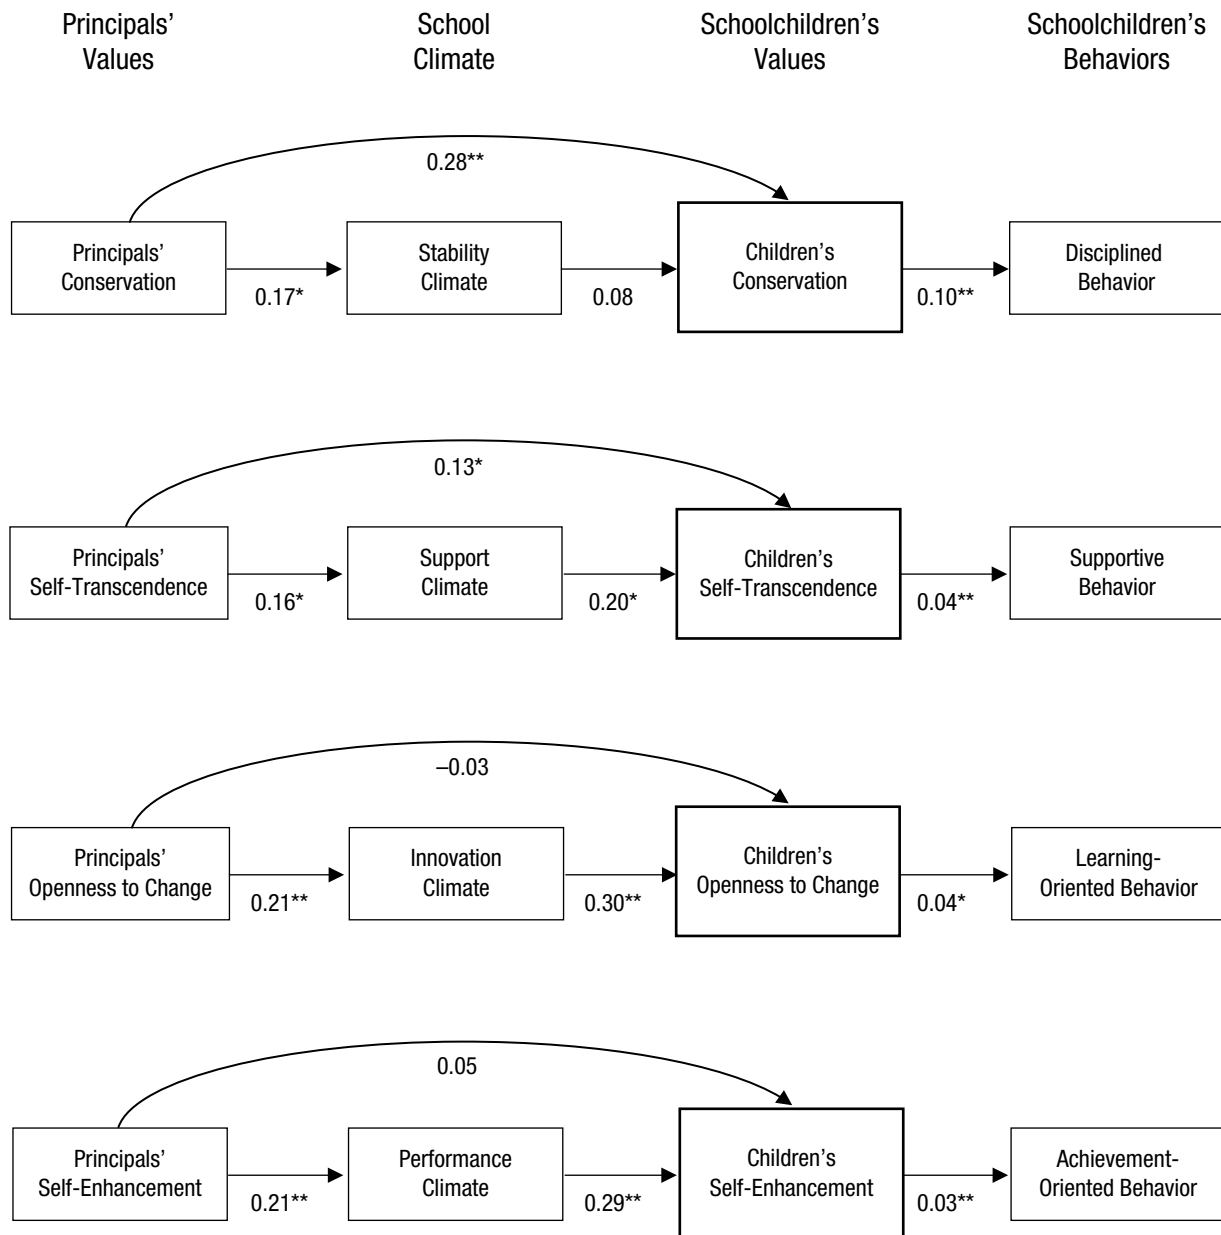 Principals'
Values
School
Climate
Schoolchildren's
Values
Schoolchildren's
Behaviors
0.28**
Principals'
Conservation
0.17*
Stability
Climate
0.08
Children's
Conservation
0.10**
Disciplined
Behavior
0.13*
Principals'
Self-Transcendence
0.16*
Support
Climate
0.20*
Children's
Self-Transcendence
0.04**
Supportive
Behavior
–0.03
Principals'
Openness to Change
0.21**
Innovation
Climate
0.30**
Children's
Openness to Change
0.04*
Learning-
Oriented Behavior
0.05
Principals'
Self-Enhancement
0.21**
Performance
Climate
0.29**
Children's
Self-Enhancement
0.03**
Achievement-
Oriented Behavior